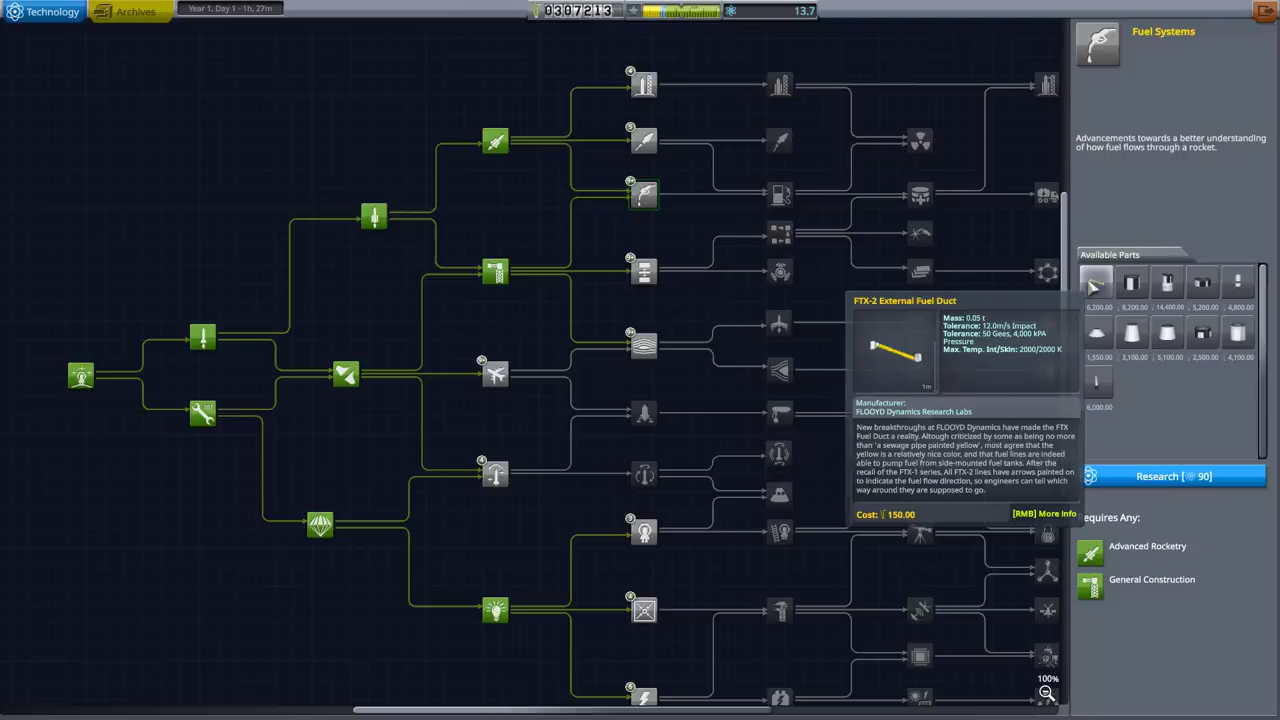 Technology
Archives
Year 1, Day 1 - 1h, 27m
0307213
13.7
Fuel Systems
Advancements towards a better understanding
of how fuel flows through a rocket.
Available Parts
6,200.00
8,200.00
14,400.00
5,200.00
4,800.00
1,550.00
3,100.00
5,100.00
2,500.00
4,100.00
6,000.00
Research [ 90]
Requires Any:
Advanced Rocketry
General Construction
FTX-2 External Fuel Duct
Mass: 0.05 t
Tolerance: 12.0m/s Impact
Tolerance: 50 Gees, 4,000 kPA
Pressure
Max. Temp. Int/Skin: 2000/2000 K
1m
Manufacturer:
FLOOYD Dynamics Research Labs
New breakthroughs at FLOOYD Dynamics have made the FTX
Fuel Duct a reality. Altough criticized by some as being no more
than 'a sewage pipe painted yellow', most agree that the
yellow is a relatively nice color, and that fuel lines are indeed
able to pump fuel from side-mounted fuel tanks. After the
recall of the FTX-1 series, All FTX-2 lines have arrows painted on
to indicate the fuel flow direction, so engineers can tell which
way around they are supposed to go.
Cost: 150.00
[RMB] More Info
100%